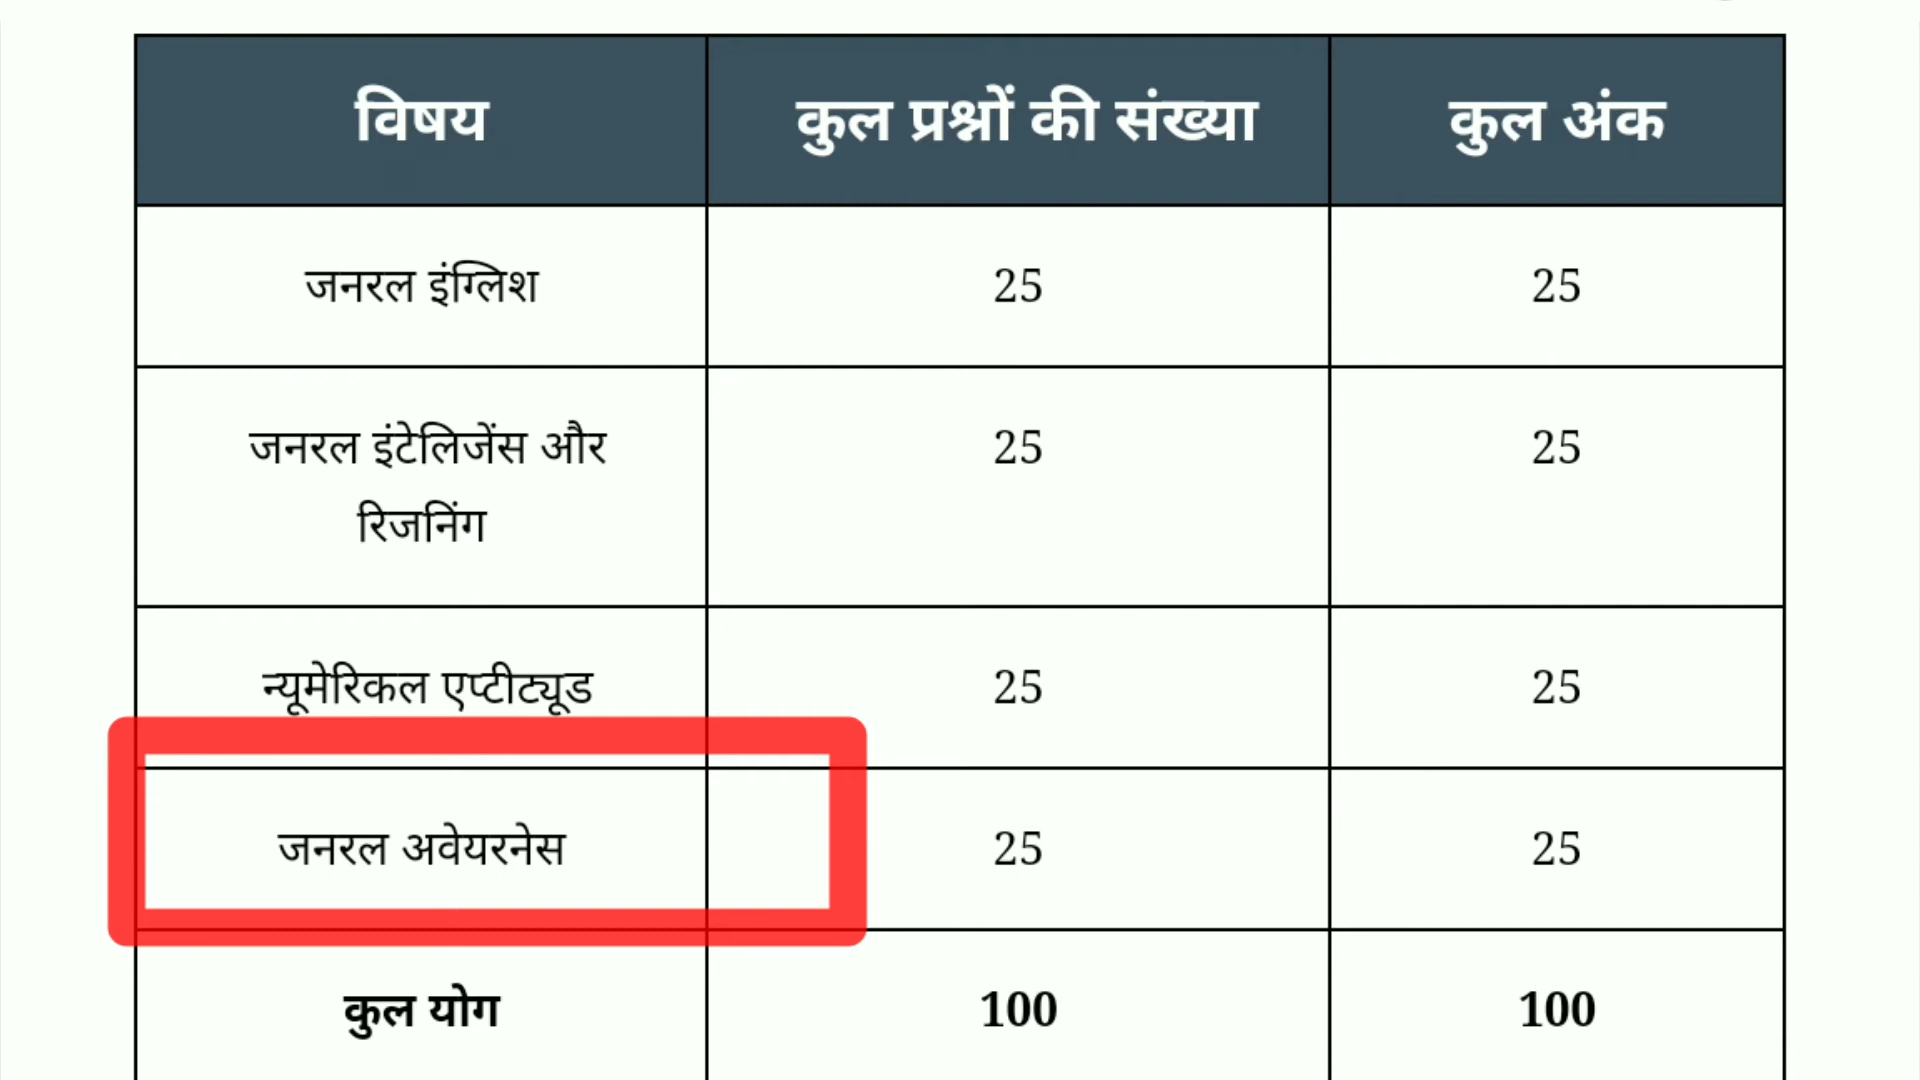 विषय कुल प्रश्नों की संख्या कुल अंक
जनरल इंग्लिश 25 25
जनरल इंटेलिजेंस और 25 25
रिजनिंग
न्यूमेरिकल एप्टीट्यूड 25 25
जनरल अवेयरनेस 25 25
कुल योग 100 100